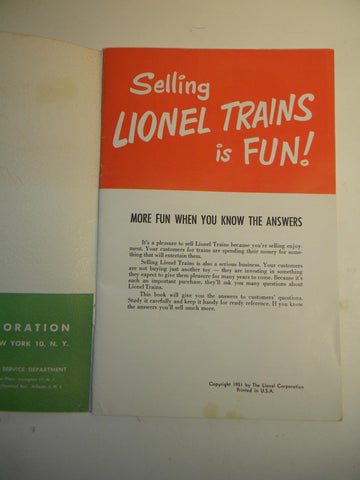 Selling
LIONEL TRAINS
is FUN!
MORE FUN WHEN YOU KNOW THE ANSWERS
It's a pleasure to sell Lionel Trains because you're selling enjoy-
ment. Your customers for trains are spending their money for some-
thing that will entertain them.
Selling Lionel Trains is also a serious business. Your customers
are not buying just another toy — they are investing in something
they expect to give them pleasure for many years to come. Because it's
such an important purchase, they'll ask you many questions about
Lionel Trains.
This book will give you the answers to customers' questions.
Study it carefully and keep it handy for ready reference. If you know
the answers you'll sell much more.
Copyright 1951 by The Lionel Corporation
Printed in U.S.A.
ORATION
W YORK 10, N. Y.
SERVICE DEPARTMENT